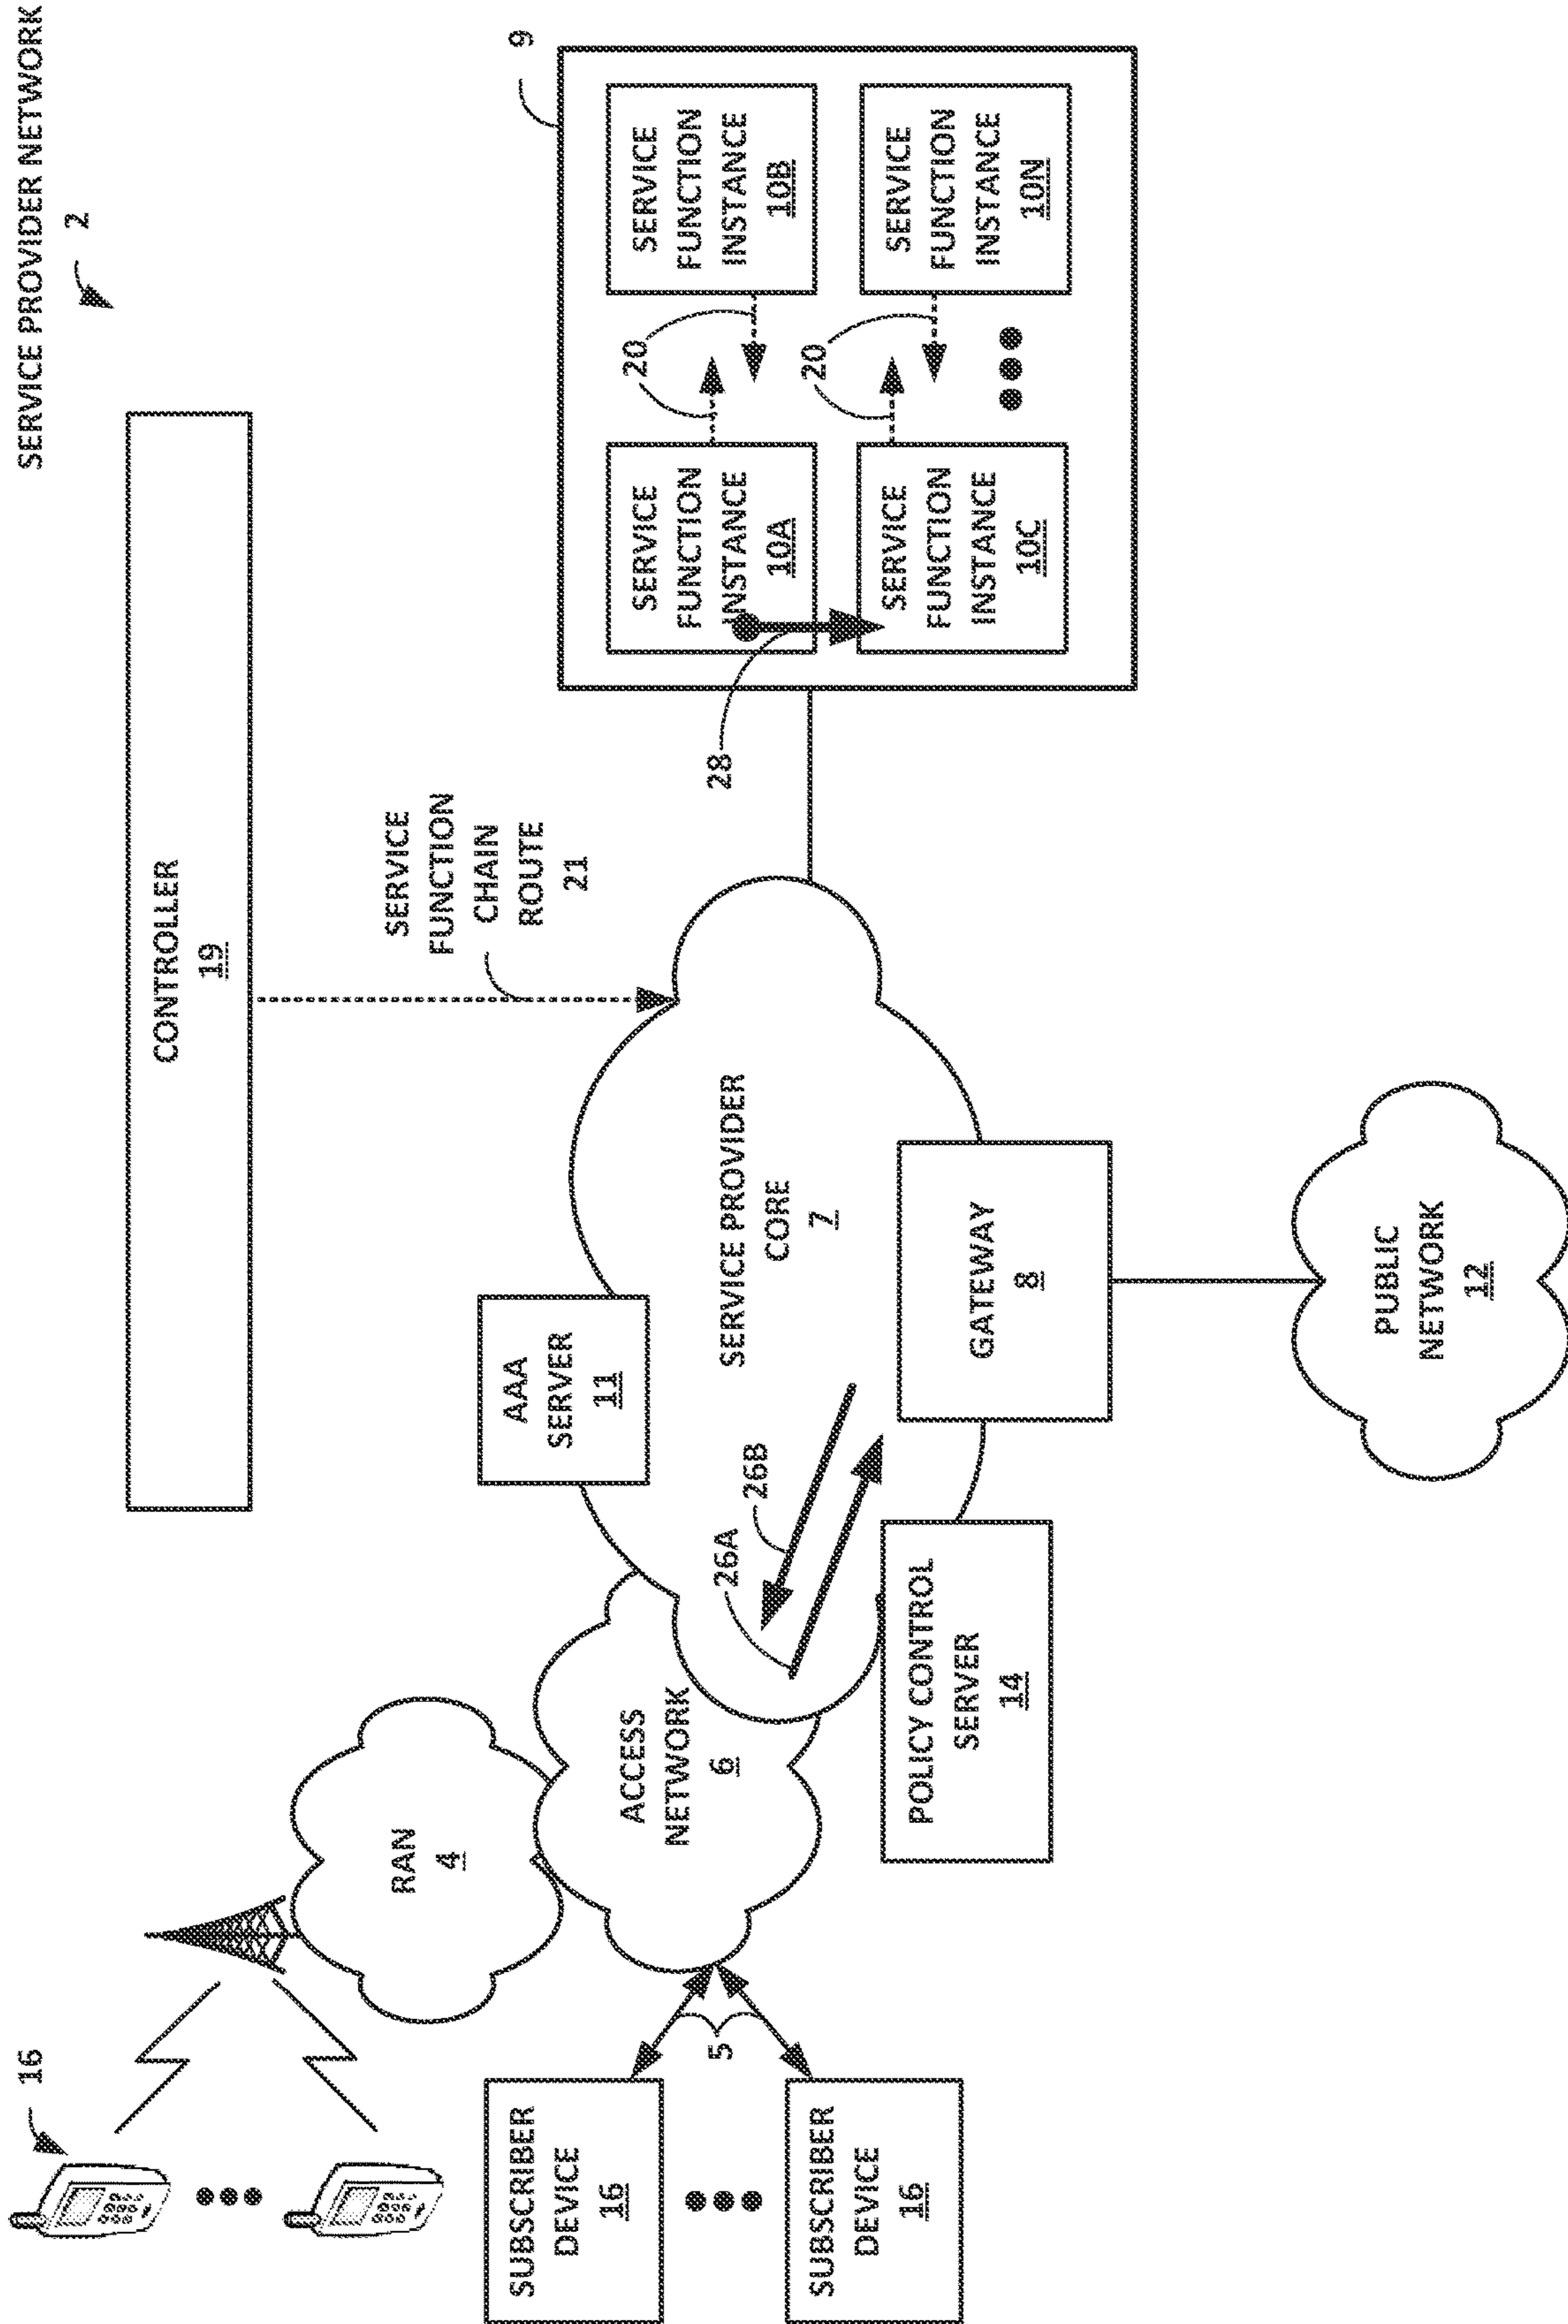 SERVICE PROVIDER NETWORK
2
CONTROLLER
19
16
SERVICE
FUNCTION
CHAIN
ROUTE
21
RAN
4
AAA
SERVER
11
9
SUBSCRIBER
DEVICE
16
5
SUBSCRIBER
DEVICE
16
ACCESS
NETWORK
6
26A
26B
SERVICE PROVIDER
CORE
7
28
SERVICE
FUNCTION
INSTANCE
10A
20
SERVICE
FUNCTION
INSTANCE
10B
SERVICE
FUNCTION
INSTANCE
10C
20
SERVICE
FUNCTION
INSTANCE
10N
POLICY CONTROL
SERVER
14
GATEWAY
8
PUBLIC
NETWORK
12